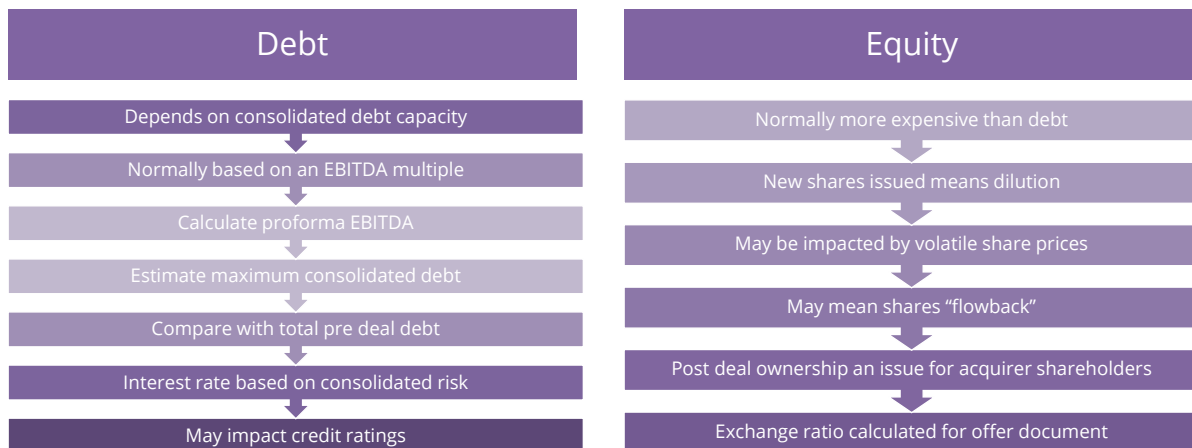 Debt
Depends on consolidated debt capacity
Normally based on an EBITDA multiple
Calculate proforma EBITDA
Estimate maximum consolidated debt
Compare with total pre deal debt
Interest rate based on consolidated risk
May impact credit ratings
Equity
Normally more expensive than debt
New shares issued means dilution
May be impacted by volatile share prices
May mean shares “flowback”
Post deal ownership an issue for acquirer shareholders
Exchange ratio calculated for offer document